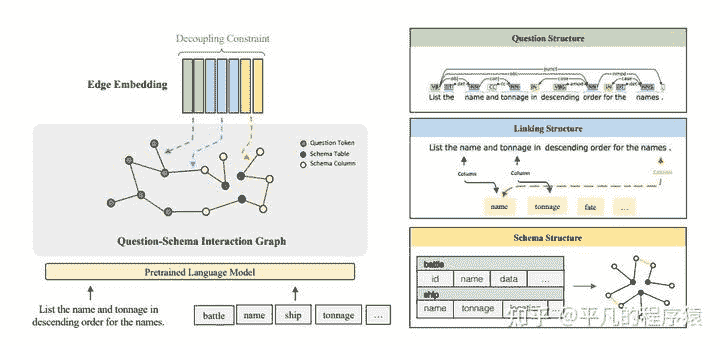 Decoupling Constraint
Edge Embedding
Question Token
Schema Table
Schema Column
Question-Schema Interaction Graph
Pretrained Language Model
List the name and tonnage in
descending order for the names.
battle name ship tonnage ...
Question Structure
punct
List the name and tonnage in descending order for the names .
Linking Structure
List the name and tonnage in descending order for the names .
Column Column Column
name tonnage fate ...
Schema Structure
battle
id name data ...
ship
name tonnage location
知乎 @平凡的程序猿